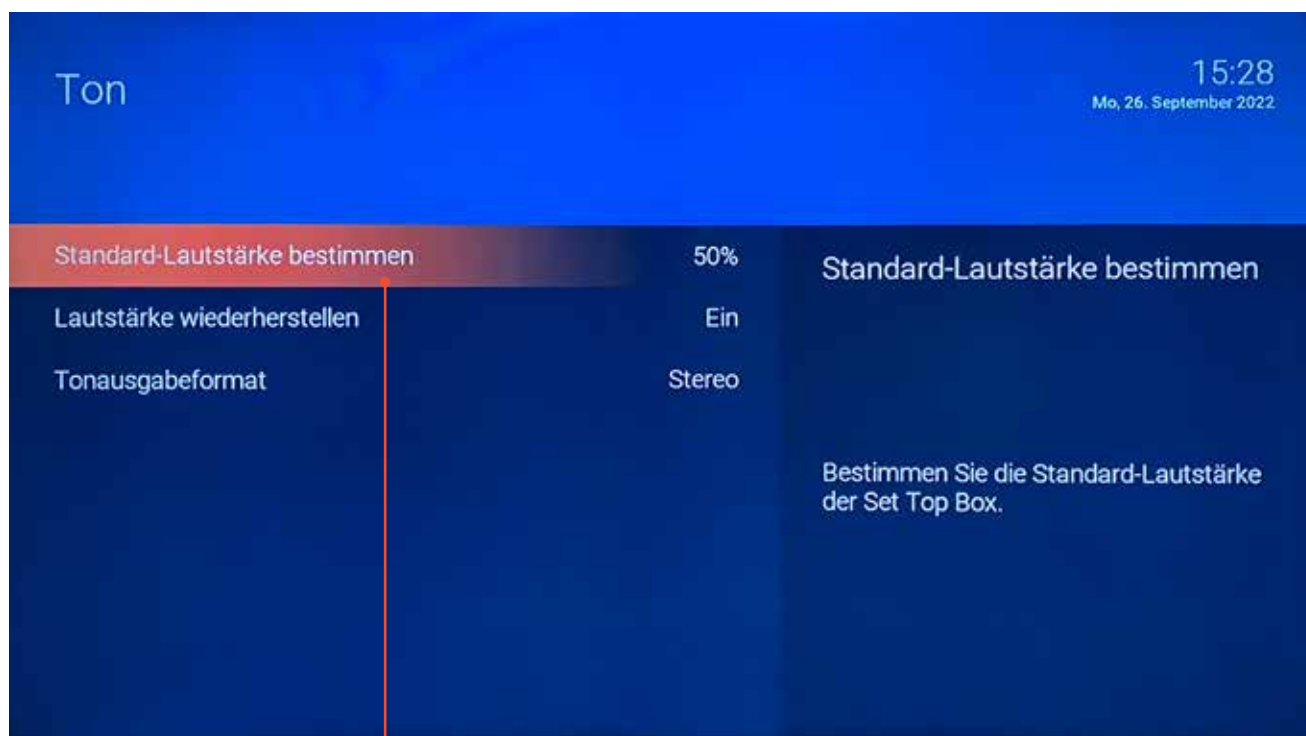 Ton
15:28
Mo, 26. September 2022
Standard-Lautstärke bestimmen 50%
Lautstärke wiederherstellen Ein
Tonausgabeformat Stereo
Standard-Lautstärke bestimmen
Bestimmen Sie die Standard-Lautstärke
der Set Top Box.